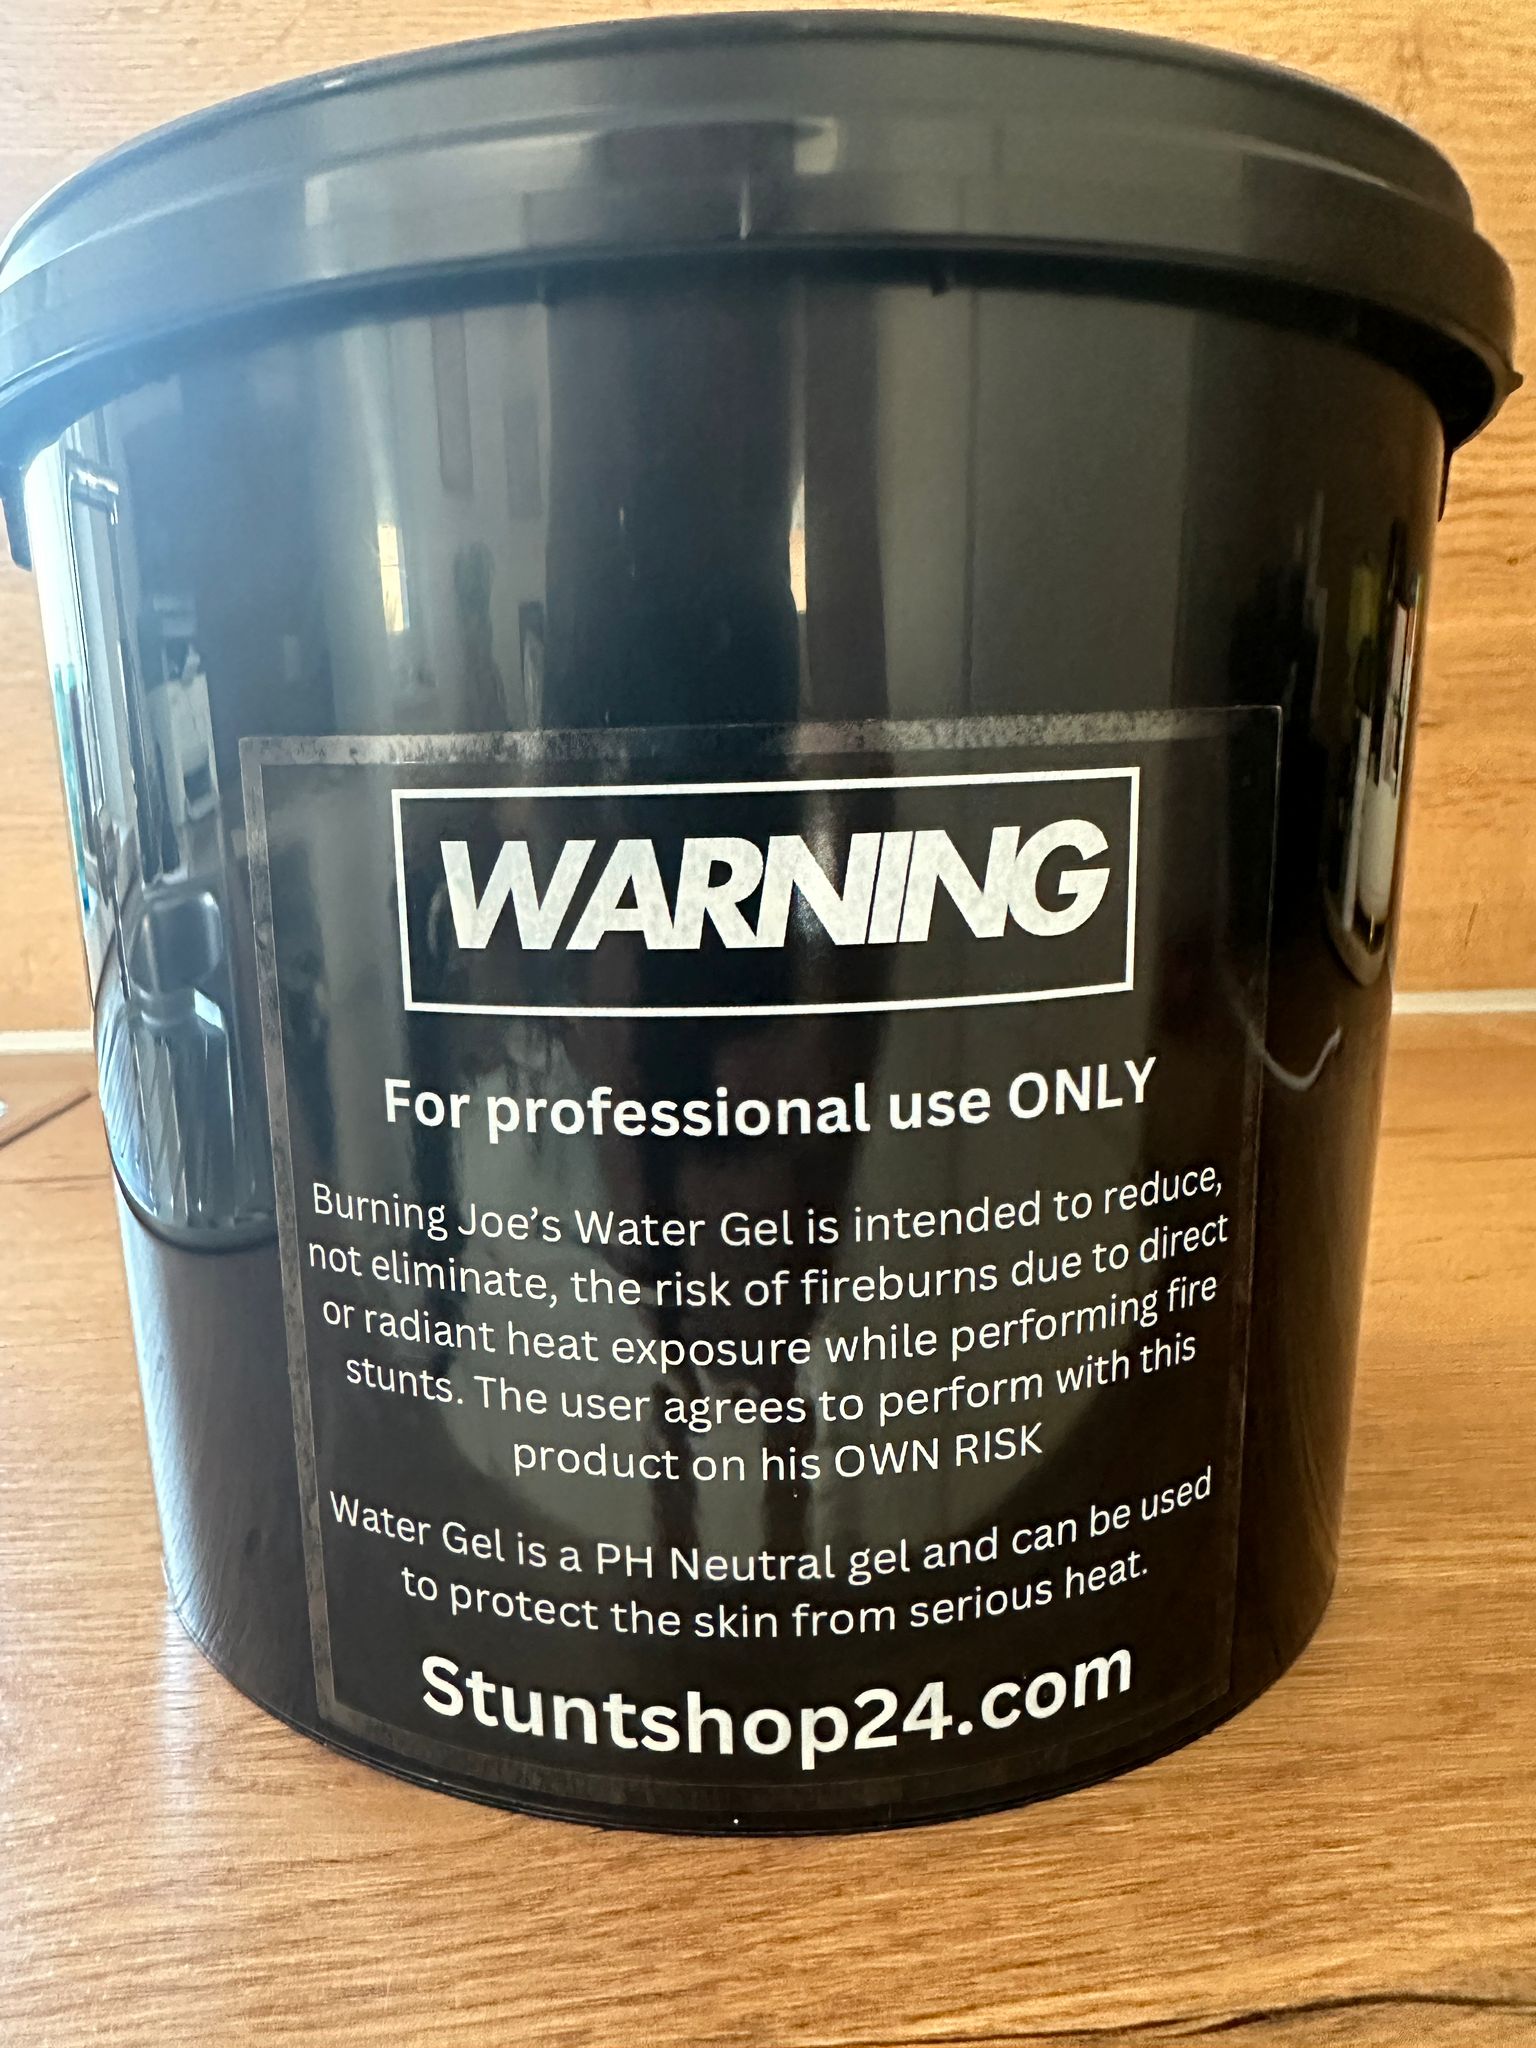 WARNING
For professional use ONLY
Burning Joe’s Water Gel is intended to reduce,
not eliminate, the risk of fireburns due to direct
or radiant heat exposure while performing fire
stunts. The user agrees to perform with this
product on his OWN RISK
Water Gel is a PH Neutral gel and can be used
to protect the skin from serious heat.
Stuntshop24.com